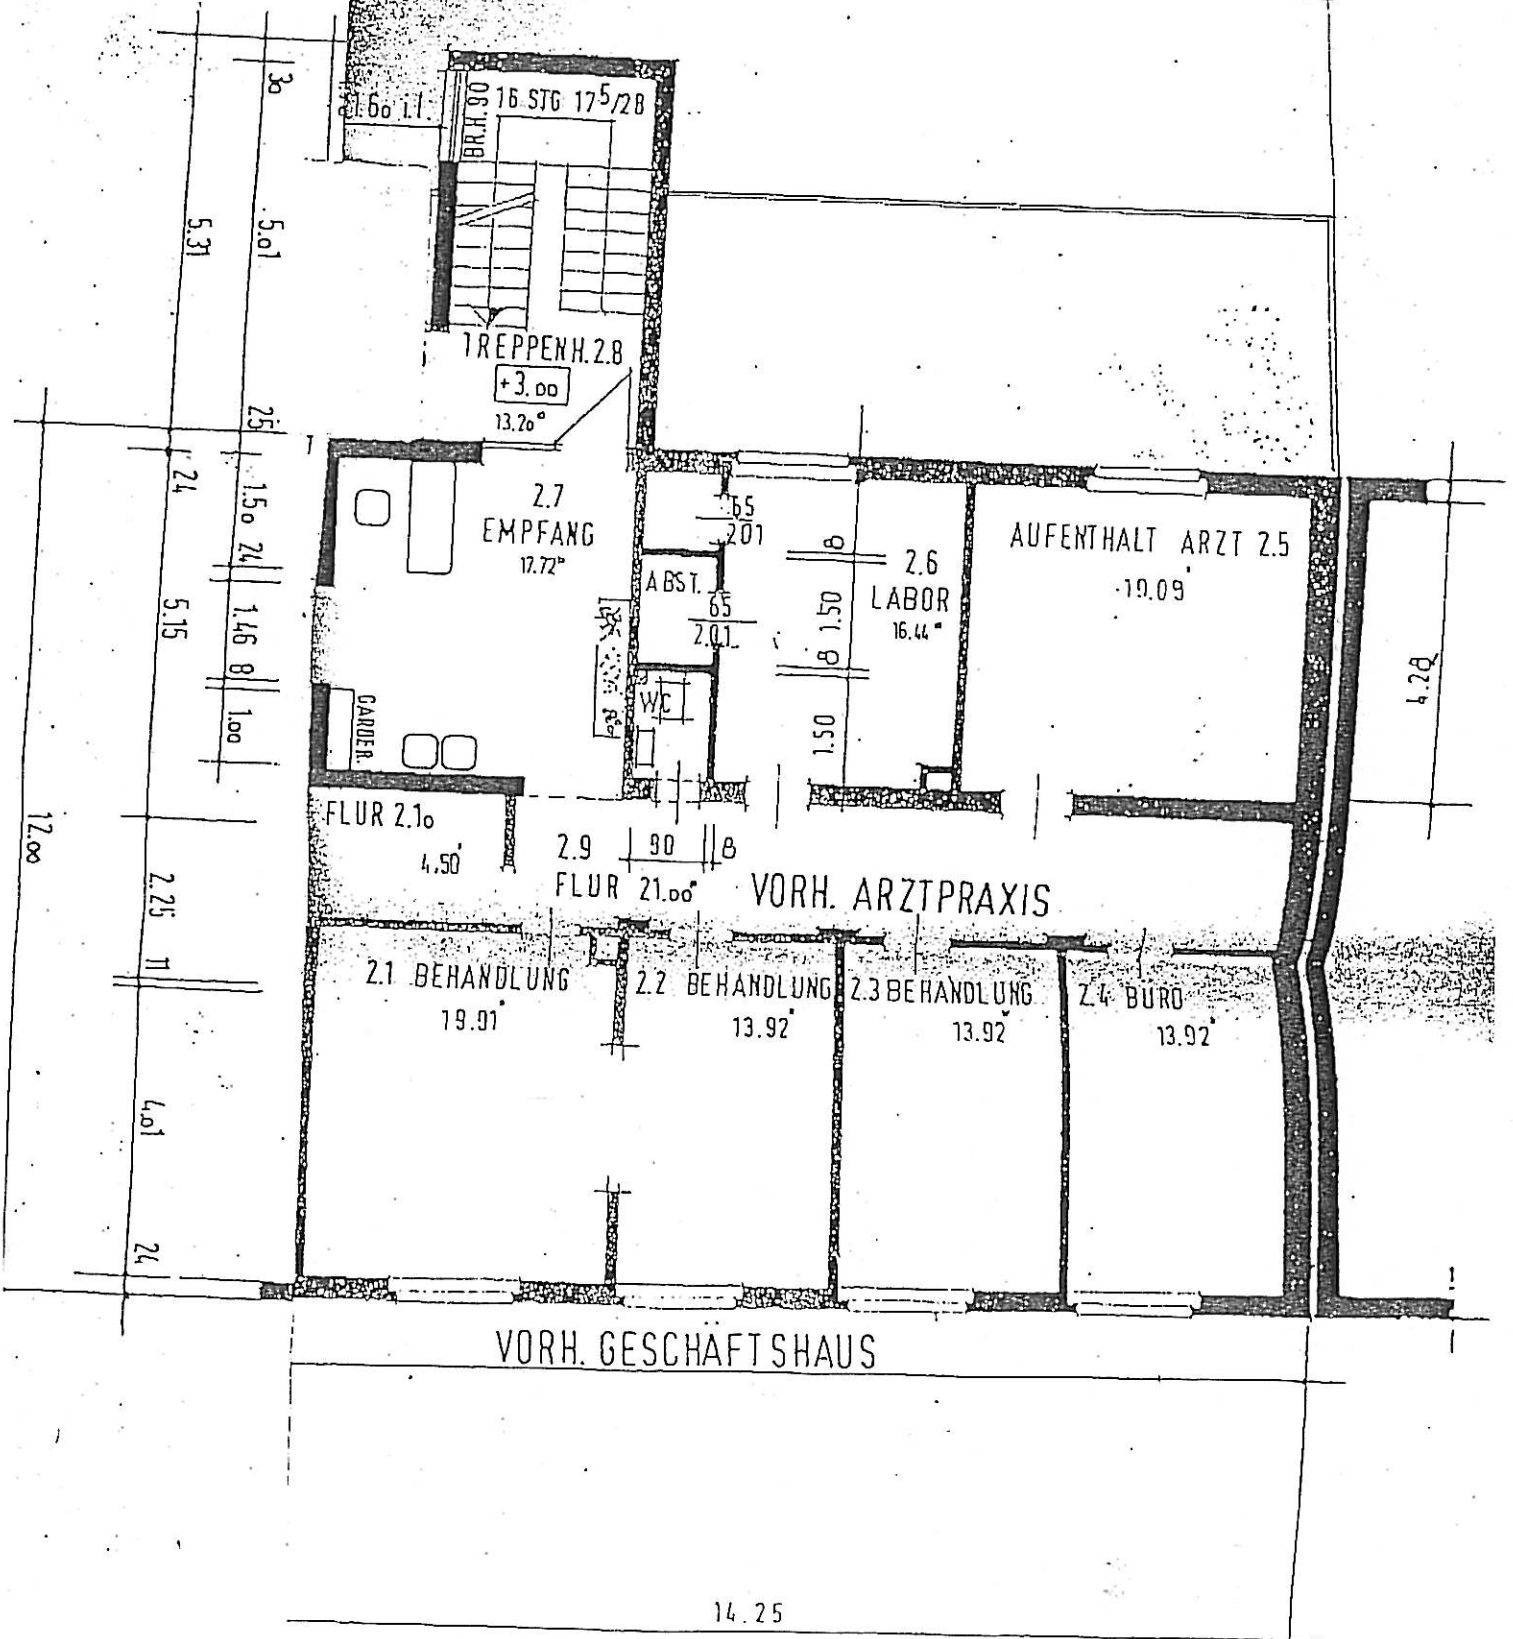 30
1.60 i.l.
BR.H. 90
16 STG 17⁵/28
5.31
5.01
TREPPENH. 2.8
+3.00
13.20
25
24
1.50
24
2.7
EMPFANG
17.72
65
201
8
2.6
LABOR
16.44
AUFENTHALT ARZT 2.5
ABST.
65
2.01
1.50
8
5.15
1.46
8
1.00
WC
GARDER.
1.50
4.28
FLUR 2.10
4.50
2.9
90
8
FLUR 21.00
VORH. ARZTPRAXIS
12.00
2.25
11
2.1 BEHANDLUNG
19.91
2.2 BEHANDLUNG
13.92
2.3 BEHANDLUNG
13.92
2.4 BÜRO
13.92
4.01
24
VORH. GESCHÄFTSHAUS
14.25